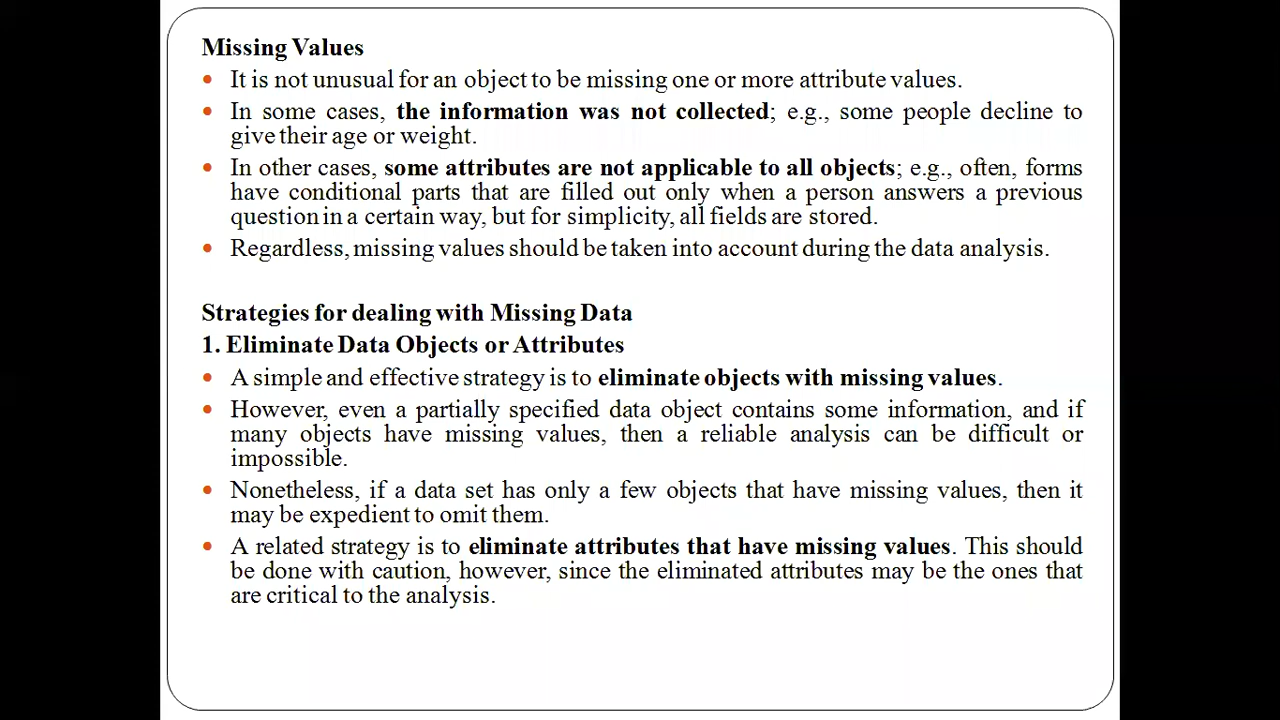 Missing Values
• It is not unusual for an object to be missing one or more attribute values.
• In some cases, the information was not collected; e.g., some people decline to
give their age or weight.
• In other cases, some attributes are not applicable to all objects; e.g., often, forms
have conditional parts that are filled out only when a person answers a previous
question in a certain way, but for simplicity, all fields are stored.
• Regardless, missing values should be taken into account during the data analysis.
Strategies for dealing with Missing Data
1. Eliminate Data Objects or Attributes
• A simple and effective strategy is to eliminate objects with missing values.
• However, even a partially specified data object contains some information, and if
many objects have missing values, then a reliable analysis can be difficult or
impossible.
• Nonetheless, if a data set has only a few objects that have missing values, then it
may be expedient to omit them.
• A related strategy is to eliminate attributes that have missing values. This should
be done with caution, however, since the eliminated attributes may be the ones that
are critical to the analysis.